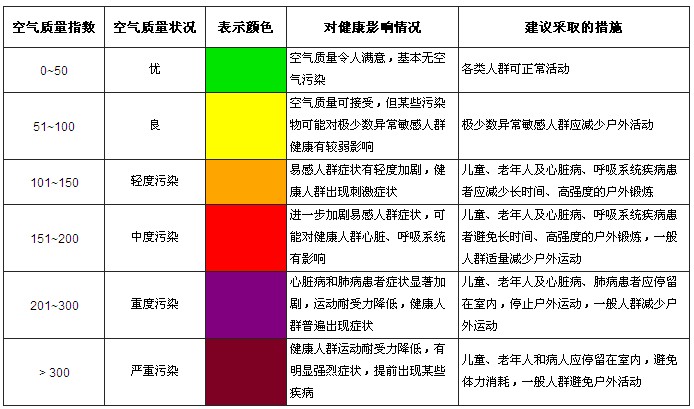 空气质量指数 空气质量状况 表示颜色 对健康影响情况 建议采取的措施
0~50 优 空气质量令人满意，基本无空
气污染 各类人群可正常活动
51~100 良 空气质量可接受，但某些污染
物可能对极少数异常敏感人群
健康有较弱影响 极少数异常敏感人群应减少户外活动
101~150 轻度污染 易感人群症状有轻度加剧，健
康人群出现刺激症状 儿童、老年人及心脏病、呼吸系统疾病患
者应减少长时间、高强度的户外锻炼
151~200 中度污染 进一步加剧易感人群症状，可
能对健康人群心脏、呼吸系统
有影响 儿童、老年人及心脏病、呼吸系统疾病患
者避免长时间、高强度的户外锻炼，一般
人群适量减少户外运动
201~300 重度污染 心脏病和肺病患者症状显著加
剧，运动耐受力降低，健康人
群普遍出现症状 儿童、老年人及心脏病、肺病患者应停留
在室内，停止户外运动，一般人群减少户
外运动
> 300 严重污染 健康人群运动耐受力降低，有
明显强烈症状，提前出现某些
疾病 儿童、老年人和病人应停留在室内，避免
体力消耗，一般人群避免户外活动